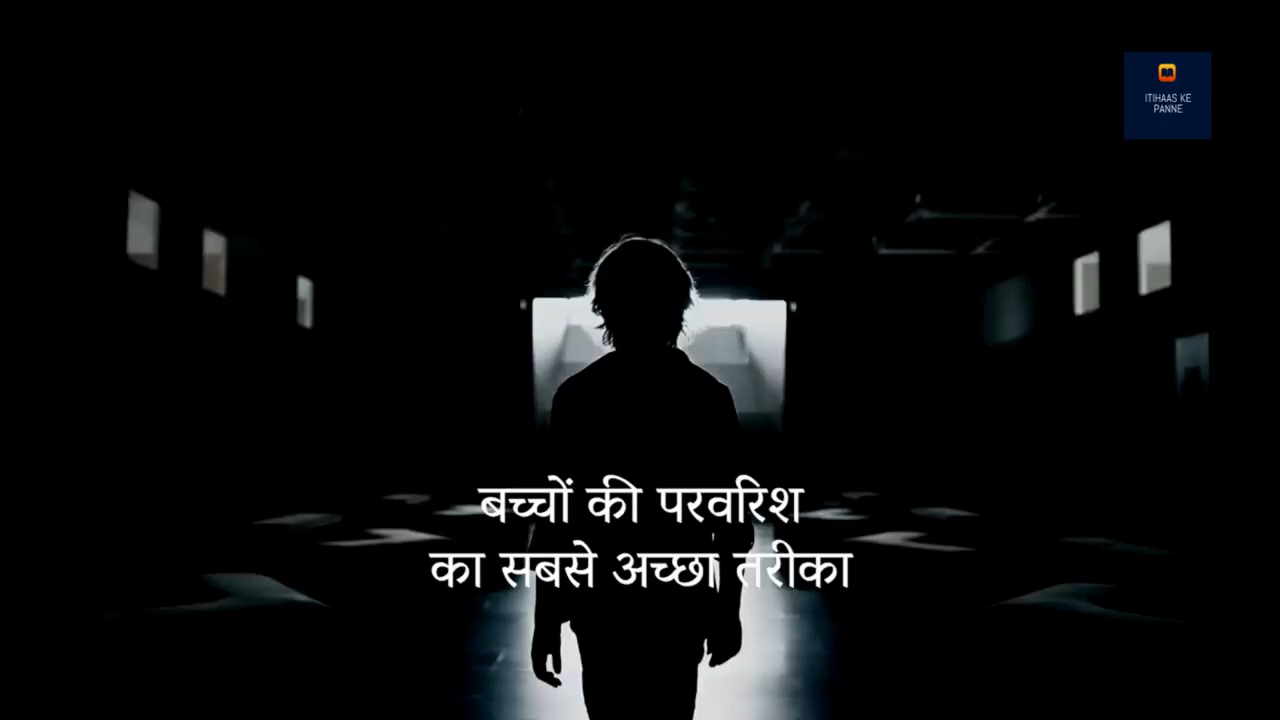 ITIHAAS KE
PANNE
बच्चों की परवरिश
का सबसे अच्छा तरीका